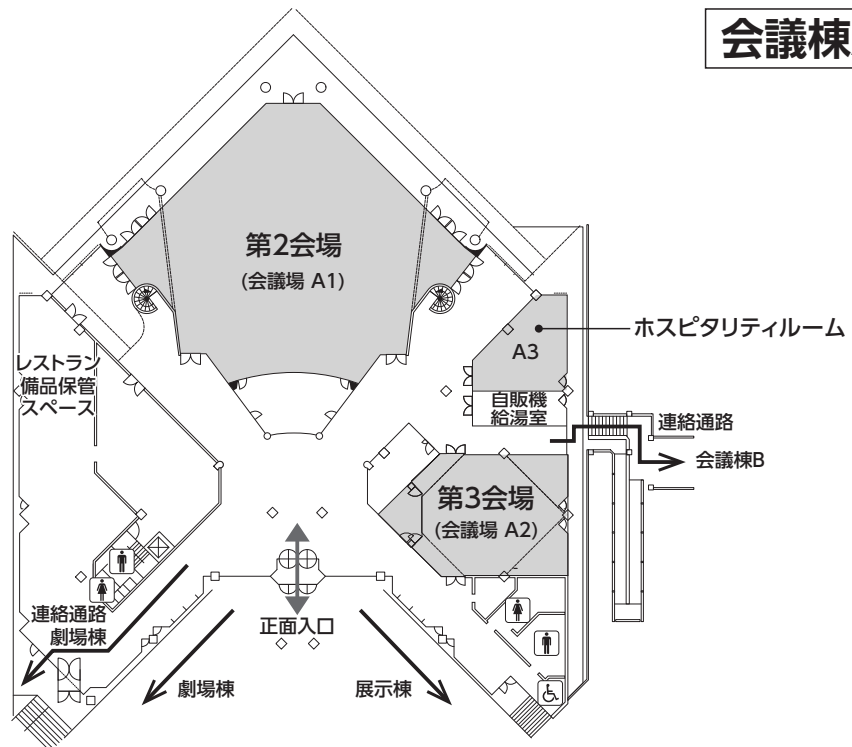 会議棟
第2会場
(会議場 A1)
ホスピタリティルーム
A3
レストラン
備品保管
スペース
自販機
給湯室
連絡通路
会議棟B
第3会場
(会議場 A2)
連絡通路
劇場棟
正面入口
劇場棟
展示棟